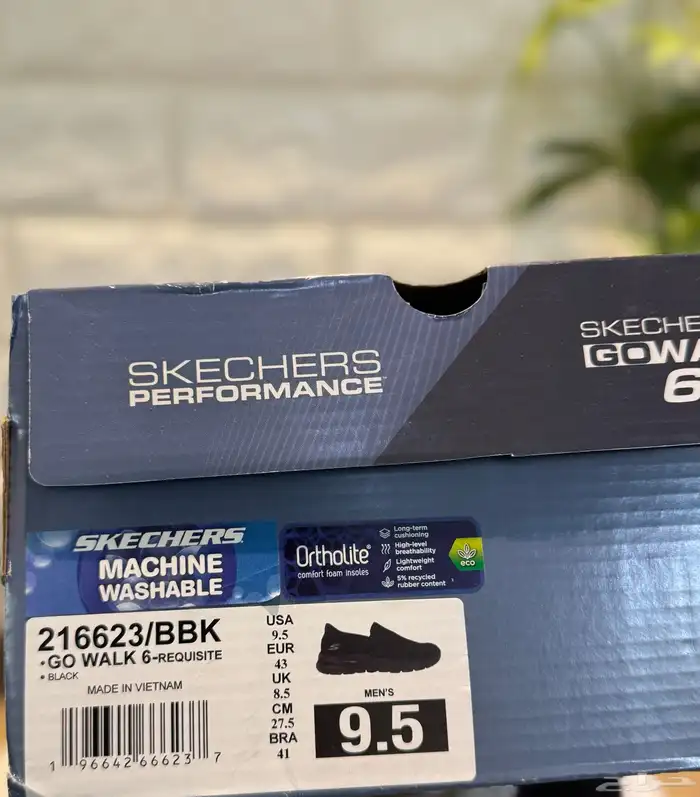 SKECHERS
PERFORMANCE
SKECHE
GOWA
6
SKECHERS
MACHINE
WASHABLE
Ortholite®
comfort foam insoles
Long-term
cushioning
High-level
breathability
Lightweight
comfort
5% recycled
rubber content
eco
216623/BBK
•GO WALK 6-REQUISITE
• BLACK
MADE IN VIETNAM
1 96642 66623 7
USA
9.5
EUR
43
UK
8.5
CM
27.5
BRA
41
MEN'S
9.5